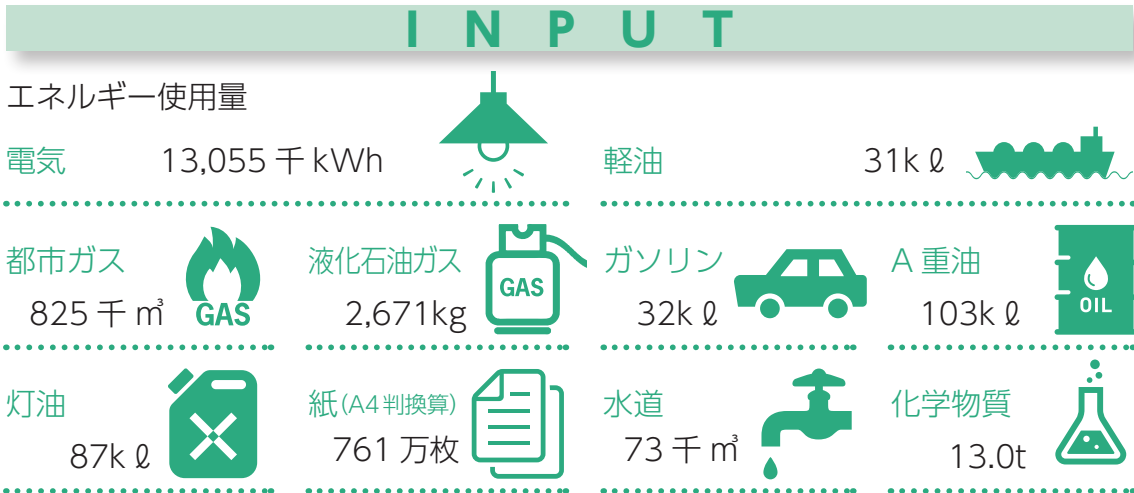 INPUT
エネルギー使用量
電気 13,055 千 kWh
軽油 31k ℓ
都市ガス
825 千 ㎥
GAS
液化石油ガス
2,671kg
GAS
ガソリン
32k ℓ
A 重油
103k ℓ
OIL
灯油
87k ℓ
紙(A4 判換算)
761 万枚
水道
73 千 ㎥
化学物質
13.0t